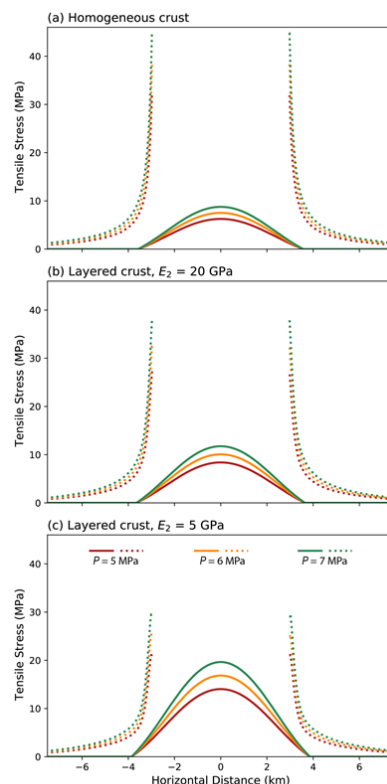 (a) Homogeneous crust
Tensile Stress (MPa)
40
30
20
10
0
(b) Layered crust, E₂ = 20 GPa
Tensile Stress (MPa)
40
30
20
10
0
(c) Layered crust, E₂ = 5 GPa
Tensile Stress (MPa)
40
30
20
10
0
P = 5 MPa P = 6 MPa P = 7 MPa
−6 −4 −2 0 2 4 6
Horizontal Distance (km)